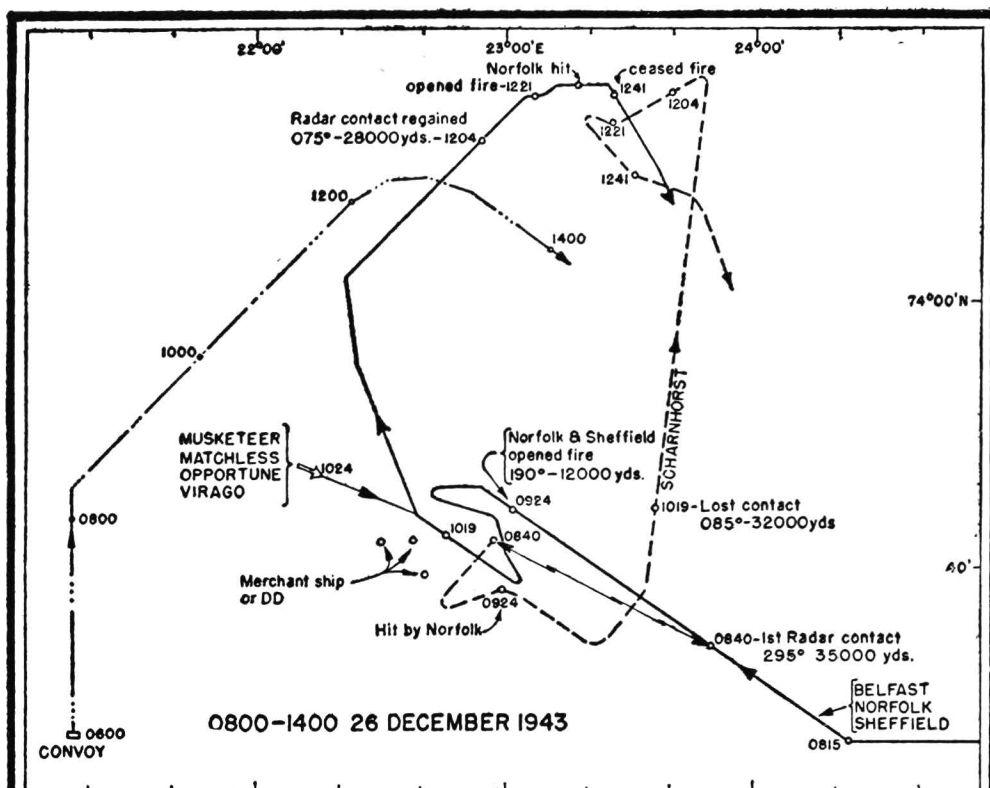 22°00'
23°00'E
24°00'
Norfolk hit
ceased fire
opened fire-1221
1241
1204
Radar contact regained
075°-28000yds.-1204
1221
1241
1200
1400
74°00'N
1000
SCHARNHORST
MUSKETEER
MATCHLESS
OPPORTUNE
VIRAGO
1024
Norfolk & Sheffield
opened fire
190°-12000 yds.
0924
1019-Lost contact
085°-32000yds
0800
1019
0840
40'
Merchant ship
or DD
0924
Hit by Norfolk
0840-1st Radar contact
295° 35000 yds.
BELFAST
NORFOLK
SHEFFIELD
0800-1400 26 DECEMBER 1943
0600
CONVOY
0815